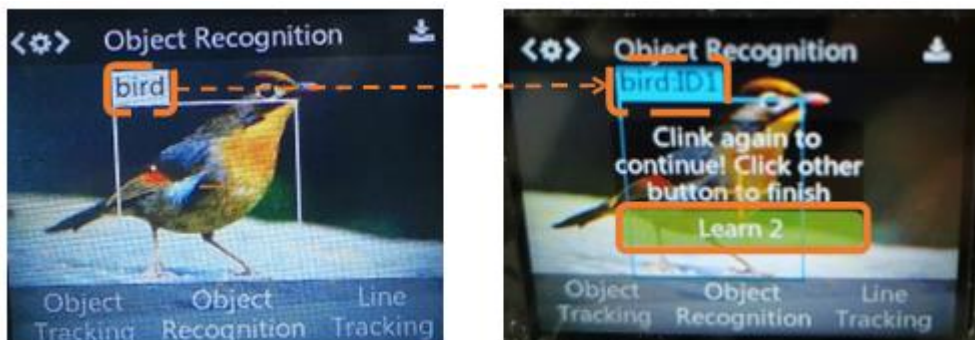 Object Recognition
bird
Object Object Line
Tracking Recognition Tracking
Object Recognition
bird:ID1
Clink again to
continue! Click other
button to finish
Learn 2
Object Object Line
Tracking Recognition Tracking